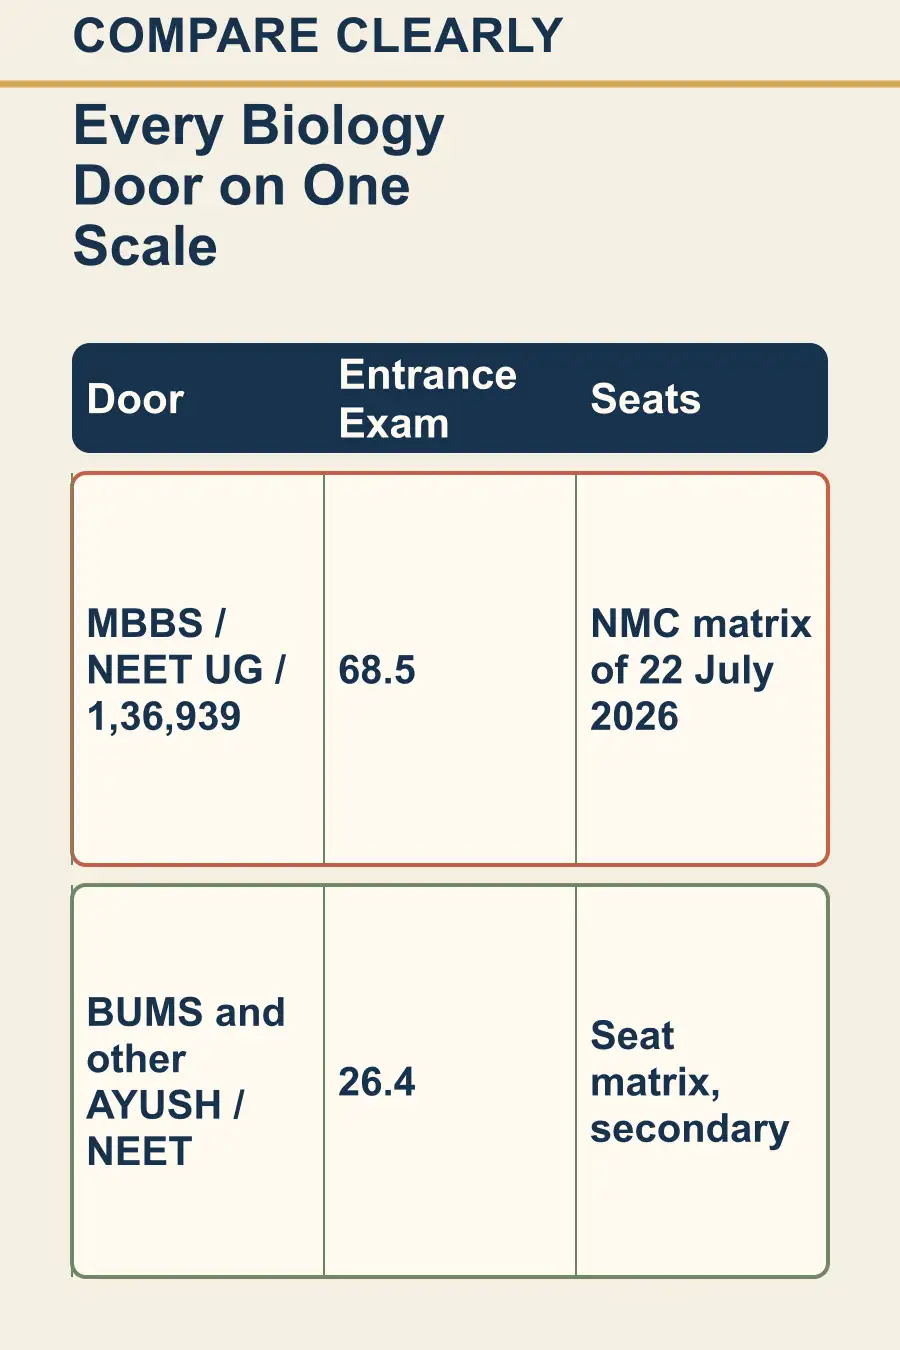 COMPARE CLEARLY
Every Biology
Door on One
Scale
Door
Entrance
Exam
Seats
MBBS /
NEET UG /
1,36,939
68.5
NMC matrix
of 22 July
2026
BUMS and
other
AYUSH /
NEET
26.4
Seat
matrix,
secondary